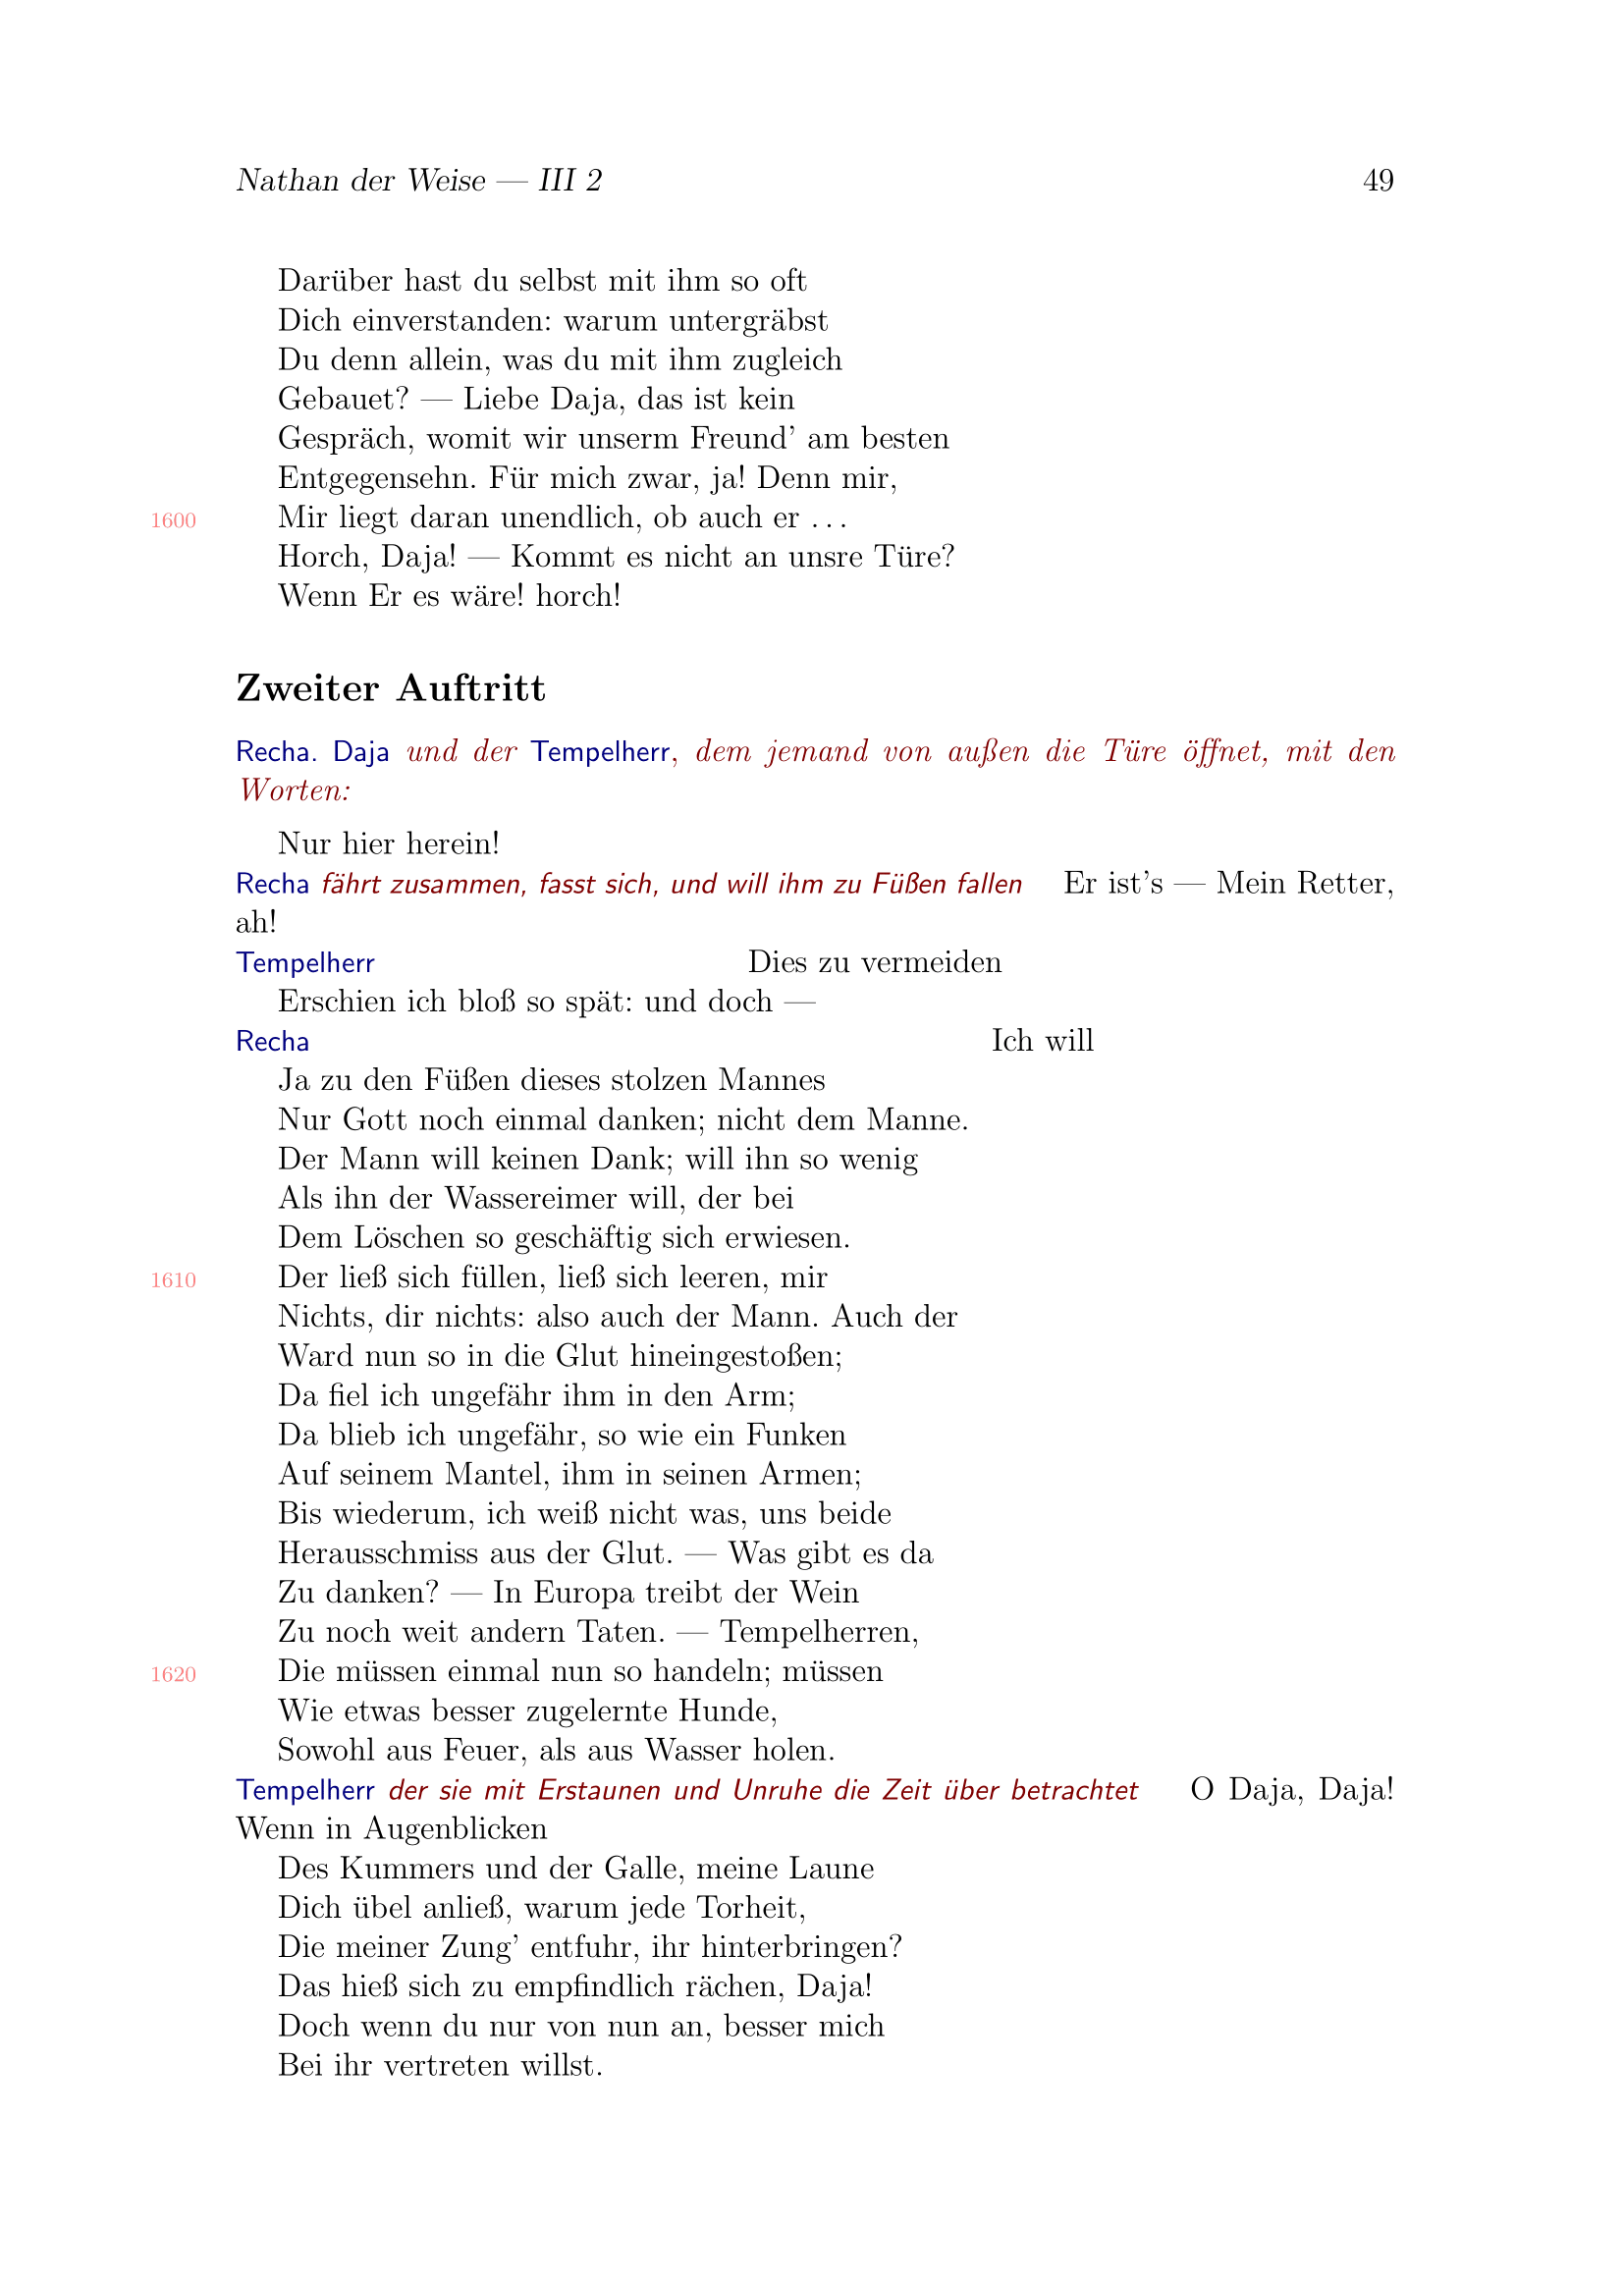 Nathan der Weise — III 2 49
Darüber hast du selbst mit ihm so oft
Dich einverstanden: warum untergräbst
Du denn allein, was du mit ihm zugleich
Gebauet? — Liebe Daja, das ist kein
Gespräch, womit wir unserm Freund’ am besten
Entgegensehn. Für mich zwar, ja! Denn mir,
1600 Mir liegt daran unendlich, ob auch er …
Horch, Daja! — Kommt es nicht an unsre Türe?
Wenn Er es wäre! horch!
Zweiter Auftritt
Recha. Daja und der Tempelherr, dem jemand von außen die Türe öffnet, mit den
Worten:
Nur hier herein!
Recha fährt zusammen, fasst sich, und will ihm zu Füßen fallen Er ist’s — Mein Retter,
ah!
Tempelherr Dies zu vermeiden
Erschien ich bloß so spät: und doch —
Recha Ich will
Ja zu den Füßen dieses stolzen Mannes
Nur Gott noch einmal danken; nicht dem Manne.
Der Mann will keinen Dank; will ihn so wenig
Als ihn der Wassereimer will, der bei
Dem Löschen so geschäftig sich erwiesen.
1610 Der ließ sich füllen, ließ sich leeren, mir
Nichts, dir nichts: also auch der Mann. Auch der
Ward nun so in die Glut hineingestoßen;
Da fiel ich ungefähr ihm in den Arm;
Da blieb ich ungefähr, so wie ein Funken
Auf seinem Mantel, ihm in seinen Armen;
Bis wiederum, ich weiß nicht was, uns beide
Herausschmiss aus der Glut. — Was gibt es da
Zu danken? — In Europa treibt der Wein
Zu noch weit andern Taten. — Tempelherren,
1620 Die müssen einmal nun so handeln; müssen
Wie etwas besser zugelernte Hunde,
Sowohl aus Feuer, als aus Wasser holen.
Tempelherr der sie mit Erstaunen und Unruhe die Zeit über betrachtet O Daja, Daja!
Wenn in Augenblicken
Des Kummers und der Galle, meine Laune
Dich übel anließ, warum jede Torheit,
Die meiner Zung’ entfuhr, ihr hinterbringen?
Das hieß sich zu empfindlich rächen, Daja!
Doch wenn du nur von nun an, besser mich
Bei ihr vertreten willst.